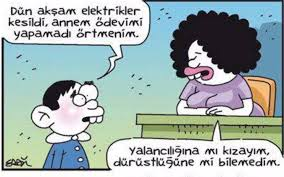 Dün akşam elektrikler
kesildi, annem ödevimi
yapamadı örtmenim.
Yalancılığına mı kızayım,
dürüstlüğüne mi bilemedim.